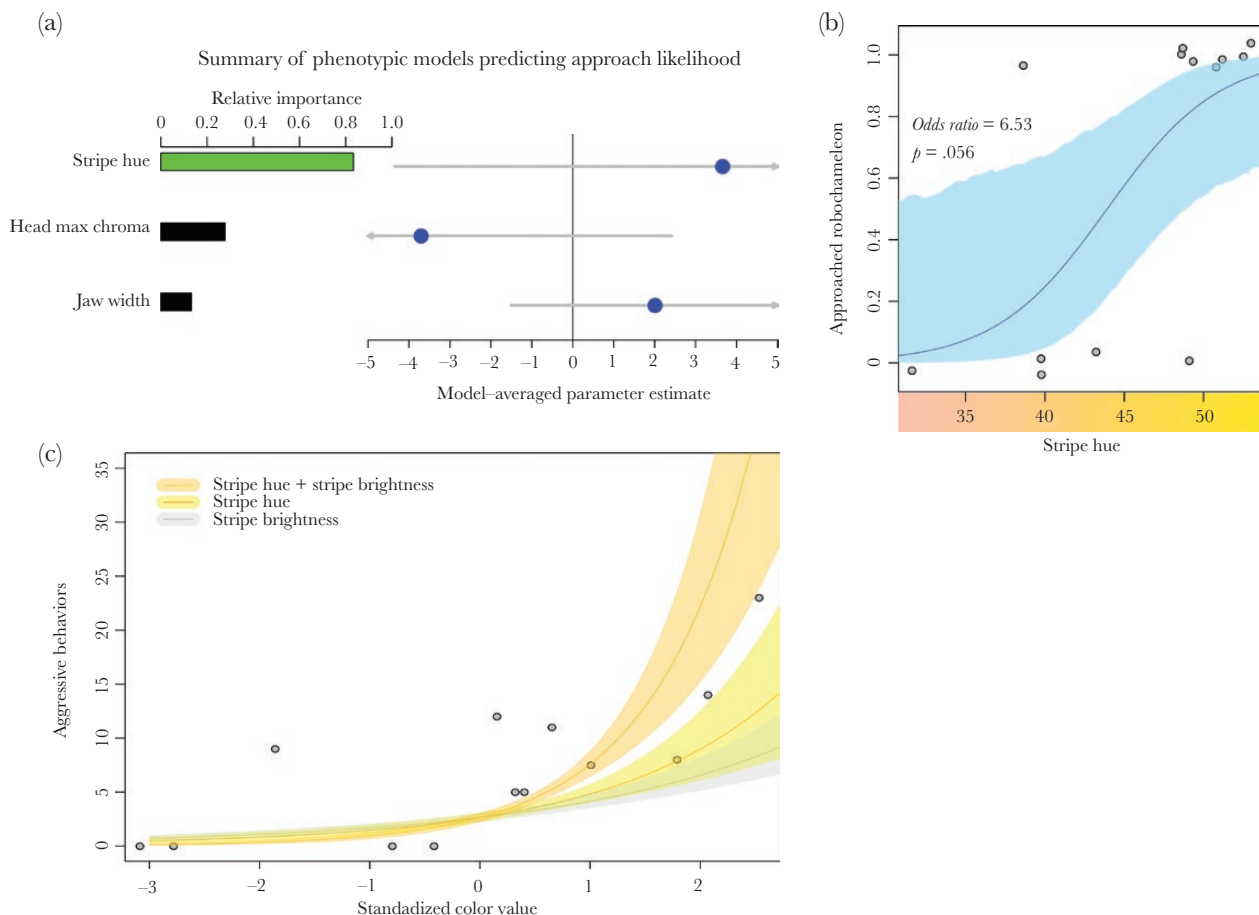 (a)
Summary of phenotypic models predicting approach likelihood
Relative importance
0 0.2 0.4 0.6 0.8 1.0
Stripe hue
Head max chroma
Jaw width
–5 –4 –3 –2 –1 0 1 2 3 4 5
Model–averaged parameter estimate
(b)
Approached robochameleon
1.0
0.8
0.6
0.4
0.2
0
Odds ratio = 6.53
p = .056
35 40 45 50
Stripe hue
(c)
Aggressive behaviors
35
30
25
20
15
10
5
0
Stripe hue + stripe brightness
Stripe hue
Stripe brightness
–3 –2 –1 0 1 2
Standadized color value